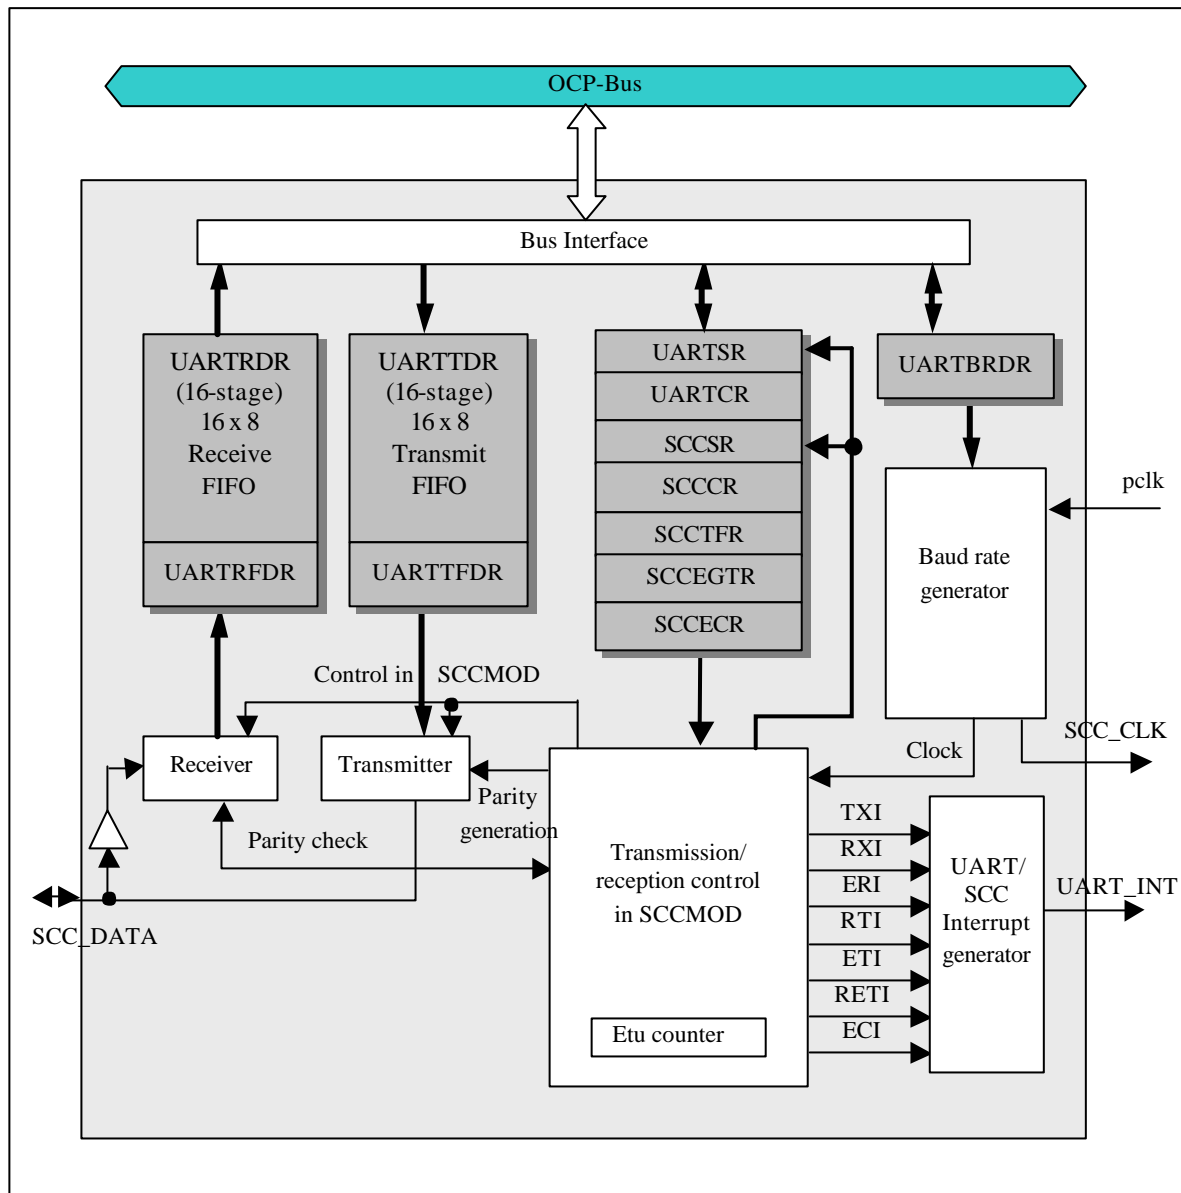 OCP-Bus
Bus Interface
UARTRDR
(16-stage)
16 x 8
Receive
FIFO
UARTRFDR
UARTTDR
(16-stage)
16 x 8
Transmit
FIFO
UARTTFDR
UARTSR
UARTCR
SCCSR
SCCCR
SCCTFR
SCCEGTR
SCCECR
UARTBRDR
pclk
Baud rate
generator
Control in SCCMOD
Receiver
Transmitter
Clock
SCC_CLK
Parity
generation
Parity check
SCC_DATA
Transmission/
reception control
in SCCMOD
Etu counter
TXI
RXI
ERI
RTI
ETI
RETI
ECI
UART/
SCC
Interrupt
generator
UART_INT